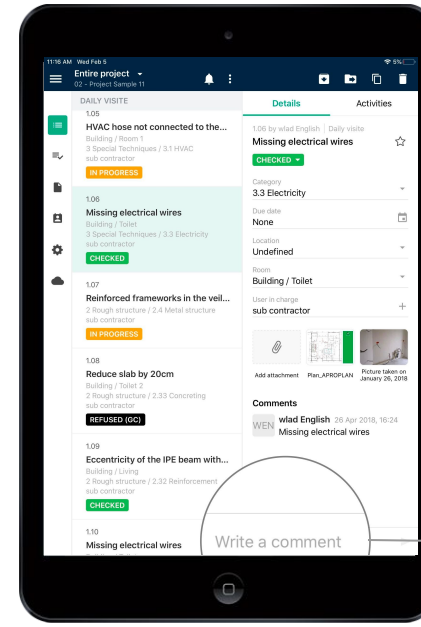 11:16 AM Wed Feb 5
5%
Entire project
02 - Project Sample 11
DAILY VISITE
1.05
HVAC hose not connected to the...
Building / Room 1
3 Special Techniques / 3.1 HVAC
sub contractor
IN PROGRESS
1.06
Missing electrical wires
Building / Toilet
3 Special Techniques / 3.3 Electricity
sub contractor
CHECKED
1.07
Reinforced frameworks in the veil...
2 Rough structure / 2.4 Metal structure
sub contractor
IN PROGRESS
1.08
Reduce slab by 20cm
Building / Toilet 2
2 Rough structure / 2.33 Concreting
sub contractor
REFUSED (GC)
1.09
Eccentricity of the IPE beam with...
Building / Living
2 Rough structure / 2.32 Reinforcement
sub contractor
CHECKED
1.10
Missing electrical wires
Details
Activities
1.06 by wlad English | Daily visite
Missing electrical wires
CHECKED
Category
3.3 Electricity
Due date
None
Location
Undefined
Room
Building / Toilet
User in charge
sub contractor
Add attachment
Plan_APROPLAN
Picture taken on
January 26, 2018
Comments
WEN
wlad English 26 Apr 2018, 16:24
Missing electrical wires
Write a comment